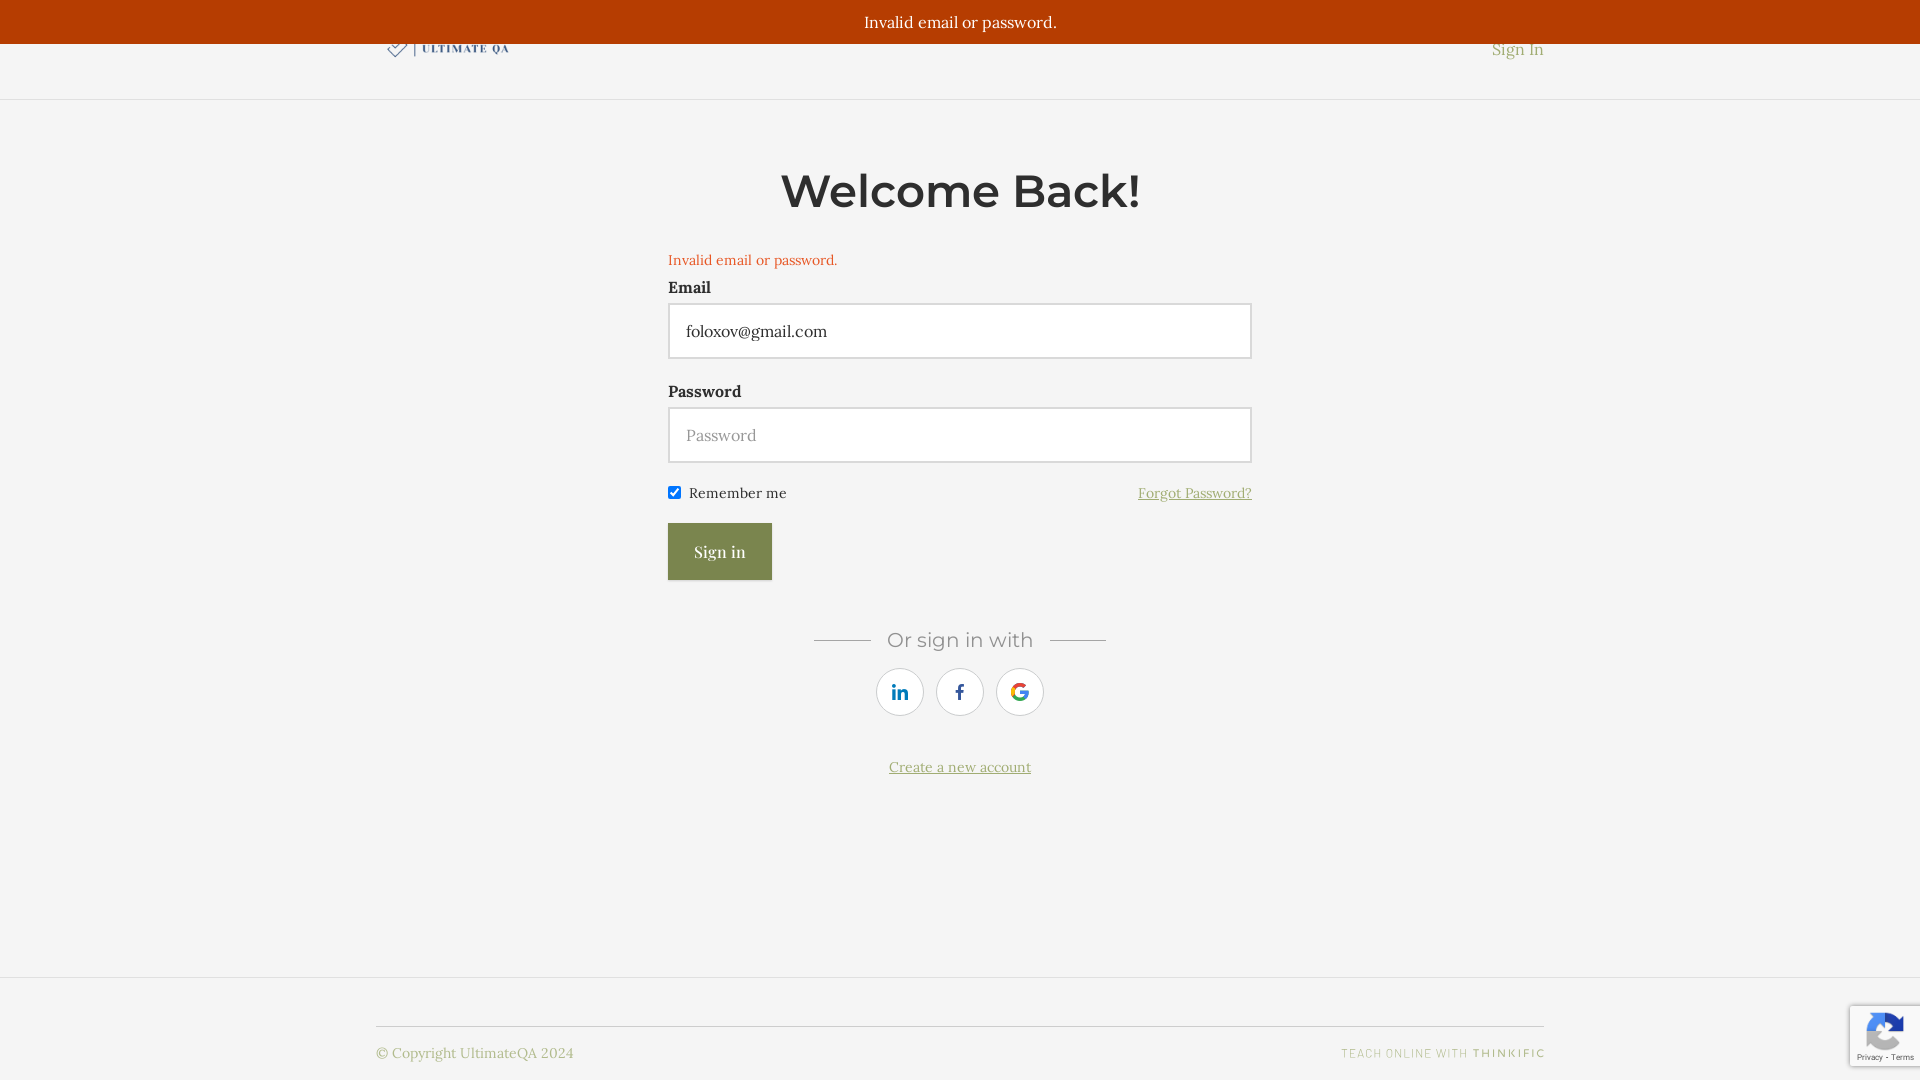 Invalid email or password.
ULTIMATE QA
Sign In
Welcome Back!
Invalid email or password.
Email
foloxov@gmail.com
Password
Password
Remember me
Forgot Password?
Sign in
Or sign in with
Create a new account
© Copyright UltimateQA 2024
TEACH ONLINE WITH THINKIFIC
Privacy - Terms